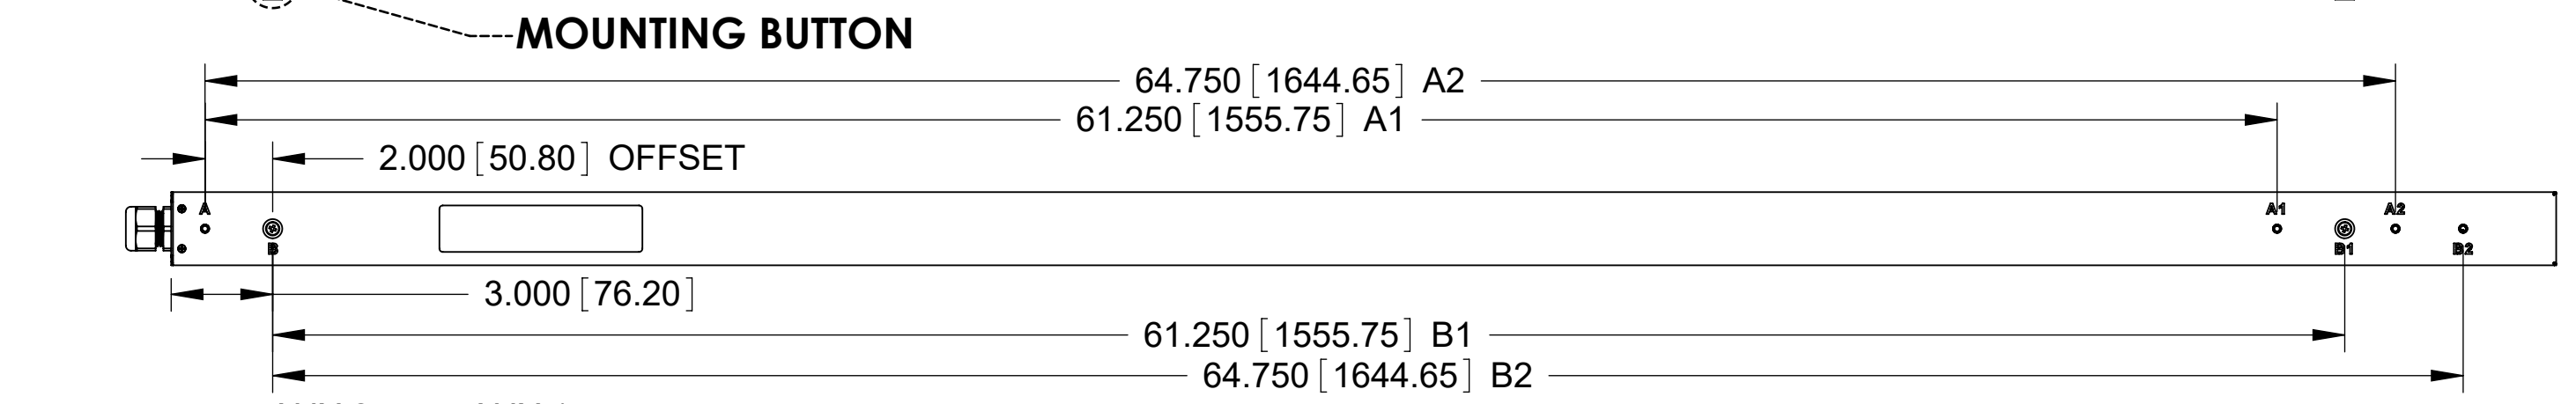 MOUNTING BUTTON
64.750 [1644.65] A2
61.250 [1555.75] A1
2.000 [50.80] OFFSET
A
A1
A2
B
B1
B2
3.000 [76.20]
61.250 [1555.75] B1
64.750 [1644.65] B2